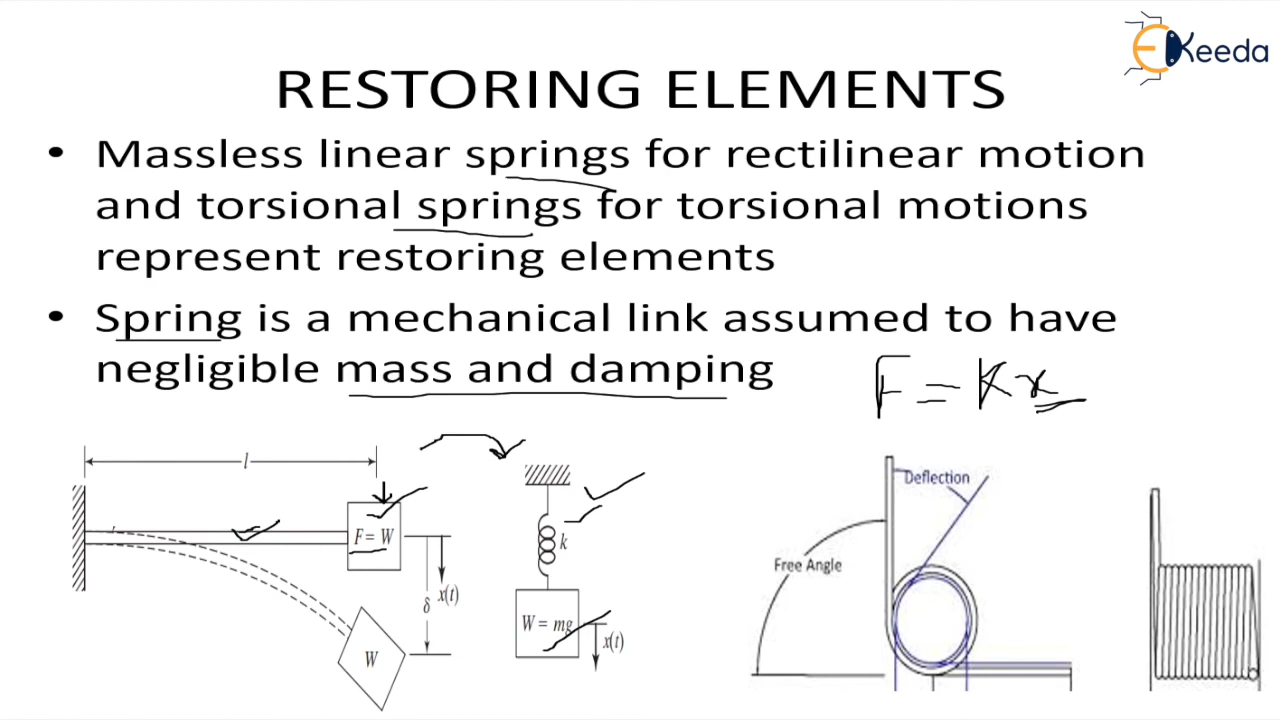 EKeeda
RESTORING ELEMENTS
• Massless linear springs for rectilinear motion
and torsional springs for torsional motions
represent restoring elements
• Spring is a mechanical link assumed to have
negligible mass and damping
F = Kx
l
F = W
x(t)
δ
W
k
W = mg
x(t)
Deflection
Free Angle